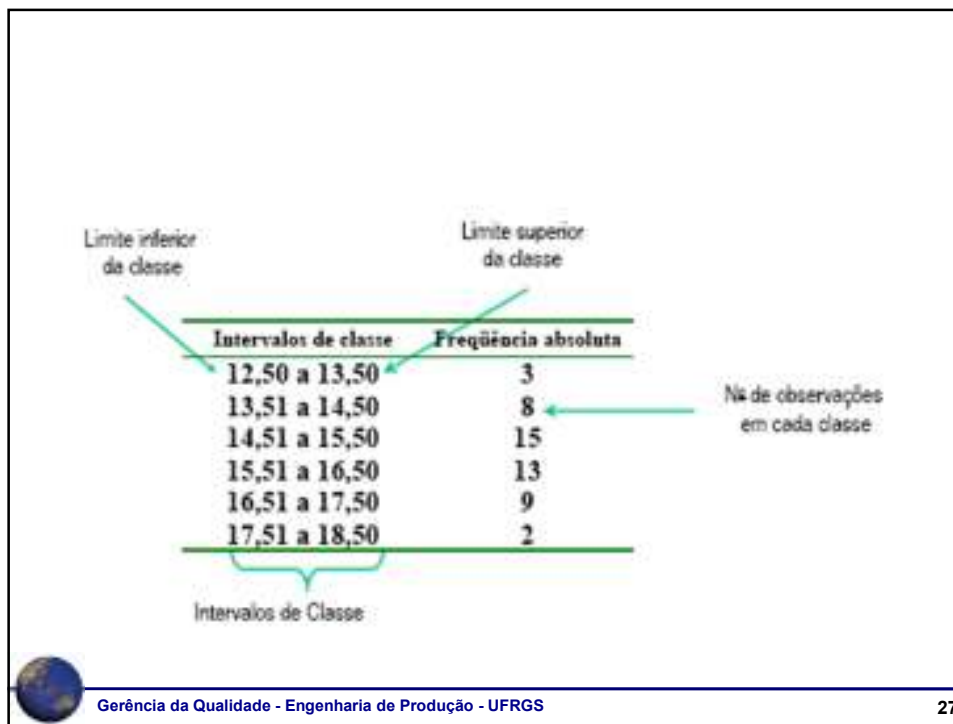 Limite inferior
da classe
Limite superior
da classe
Intervalos de classe Freqüência absoluta
12,50 a 13,50 3
13,51 a 14,50 8
14,51 a 15,50 15
15,51 a 16,50 13
16,51 a 17,50 9
17,51 a 18,50 2
Nº de observações
em cada classe
Intervalos de Classe
Gerência da Qualidade - Engenharia de Produção - UFRGS 27